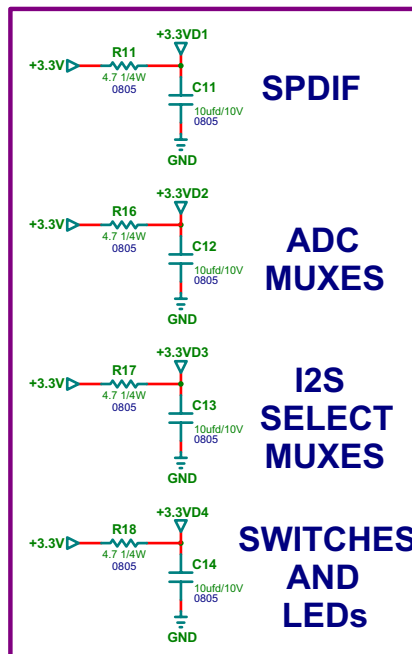 +3.3VD1
R11
+3.3V
4.7 1/4W
0805
C11
10ufd/10V
0805
GND
SPDIF
+3.3VD2
R16
+3.3V
4.7 1/4W
0805
C12
10ufd/10V
0805
GND
ADC
MUXES
+3.3VD3
R17
+3.3V
4.7 1/4W
0805
C13
10ufd/10V
0805
GND
I2S
SELECT
MUXES
+3.3VD4
R18
+3.3V
4.7 1/4W
0805
C14
10ufd/10V
0805
GND
SWITCHES
AND
LEDs